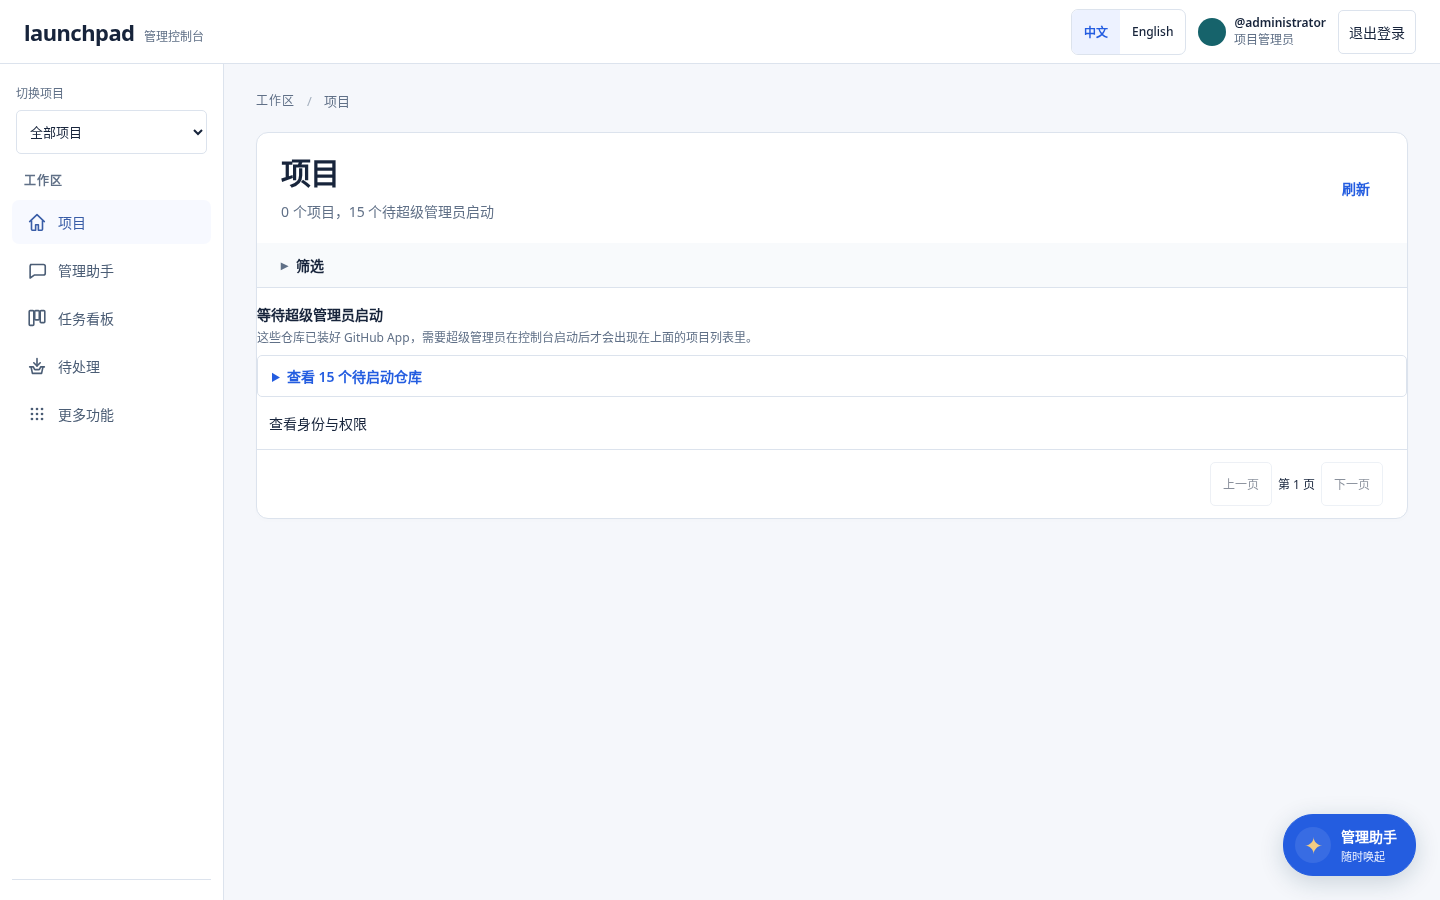 launchpad 管理控制台
中文 English
@administrator
项目管理员
退出登录
切换项目
全部项目
工作区
项目
管理助手
任务看板
待处理
更多功能
工作区 / 项目
项目
0 个项目，15 个待超级管理员启动
刷新
▶ 筛选
等待超级管理员启动
这些仓库已装好 GitHub App，需要超级管理员在控制台启动后才会出现在上面的项目列表里。
▶ 查看 15 个待启动仓库
查看身份与权限
上一页 第 1 页 下一页
管理助手
随时唤起